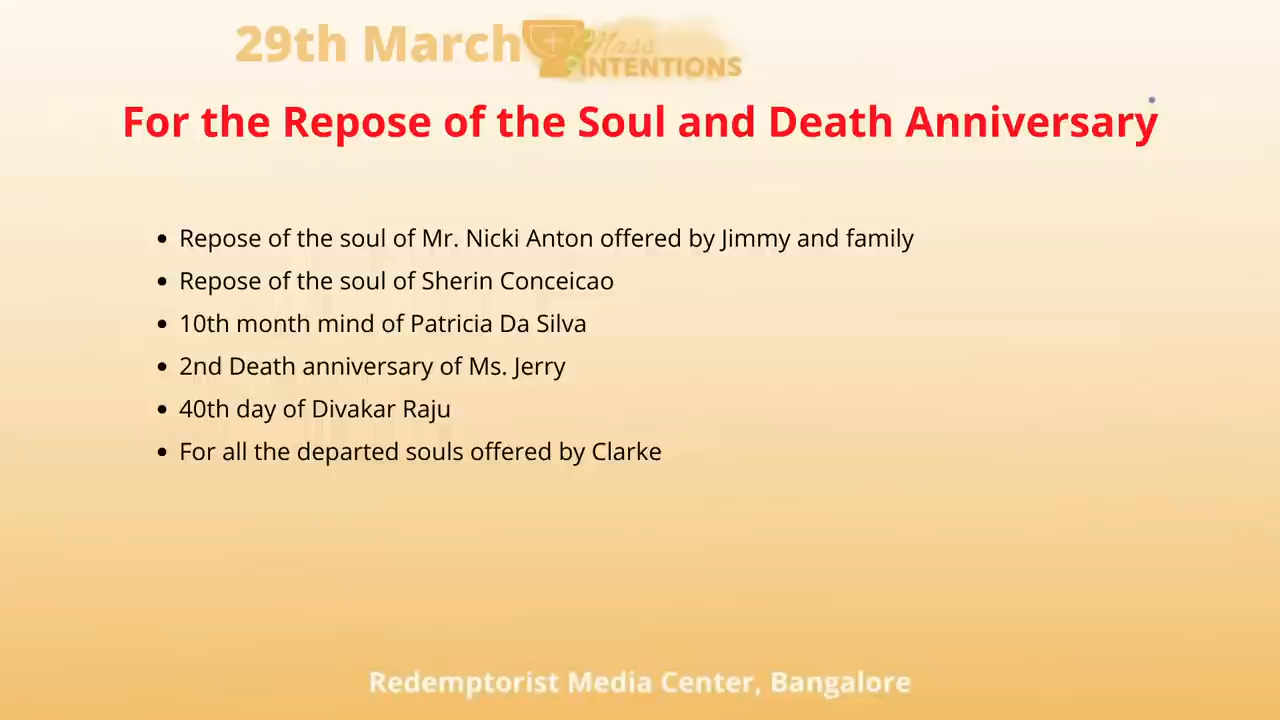 29th March Mass
INTENTIONS
For the Repose of the Soul and Death Anniversary
• Repose of the soul of Mr. Nicki Anton offered by Jimmy and family
• Repose of the soul of Sherin Conceicao
• 10th month mind of Patricia Da Silva
• 2nd Death anniversary of Ms. Jerry
• 40th day of Divakar Raju
• For all the departed souls offered by Clarke
Redemptorist Media Center, Bangalore